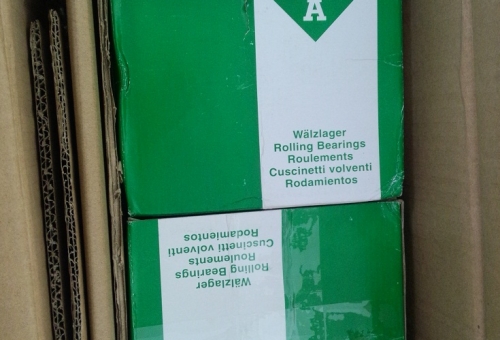 A
Wälzlager
Rolling Bearings
Roulements
Cuscinetti volventi
Rodamientos
Wälzlager
Rolling Bearings
Roulements
Cuscinetti volventi
Rodamientos